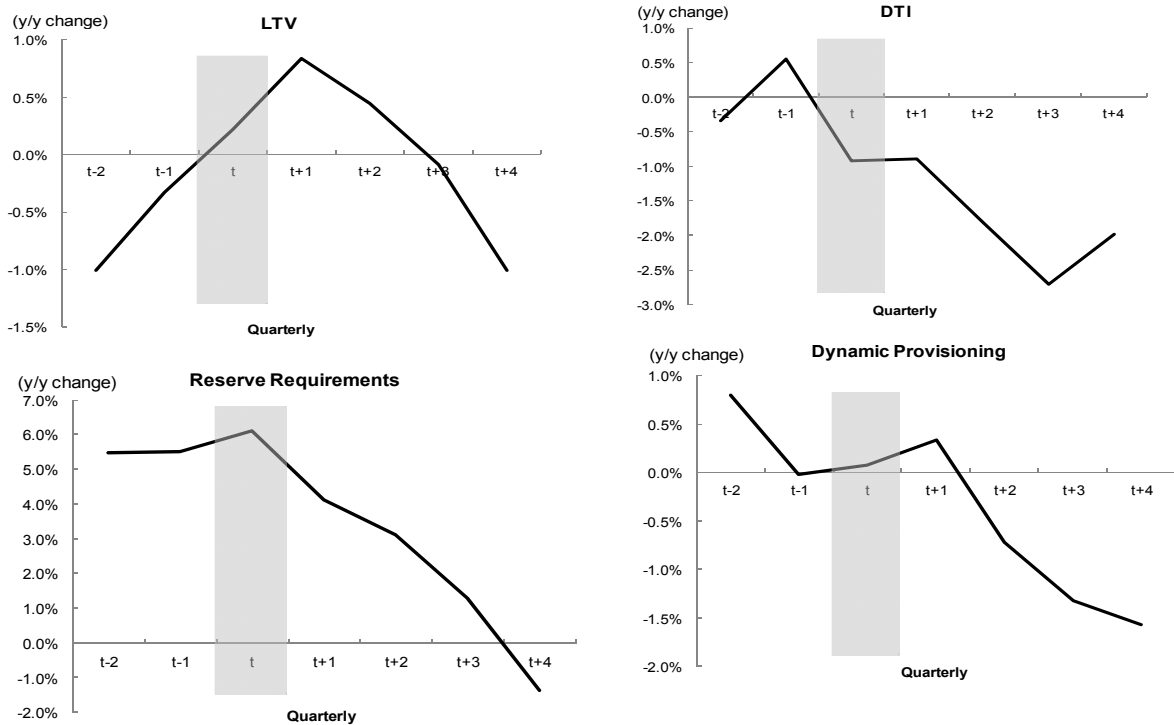 (y/y change)
LTV
1.0%
0.5%
0.0%
-0.5%
-1.0%
-1.5%
t-2
t-1
t
t+1
t+2
t+3
t+4
Quarterly
(y/y change)
DTI
1.0%
0.5%
0.0%
-0.5%
-1.0%
-1.5%
-2.0%
-2.5%
-3.0%
t-2
t-1
t
t+1
t+2
t+3
t+4
Quarterly
(y/y change)
Reserve Requirements
7.0%
6.0%
5.0%
4.0%
3.0%
2.0%
1.0%
0.0%
-1.0%
-2.0%
t-2
t-1
t
t+1
t+2
t+3
t+4
Quarterly
(y/y change)
Dynamic Provisioning
1.0%
0.5%
0.0%
-0.5%
-1.0%
-1.5%
-2.0%
t-2
t-1
t
t+1
t+2
t+3
t+4
Quarterly